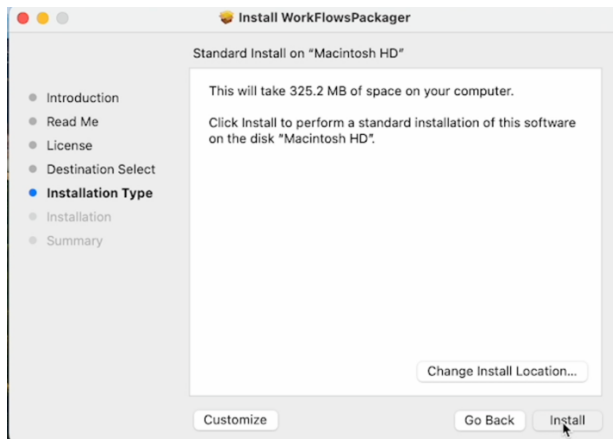 Install WorkFlowsPackager
Standard Install on “Macintosh HD”
Introduction
Read Me
License
Destination Select
Installation Type
Installation
Summary
This will take 325.2 MB of space on your computer.
Click Install to perform a standard installation of this software
on the disk “Macintosh HD”.
Change Install Location...
Customize
Go Back
Install